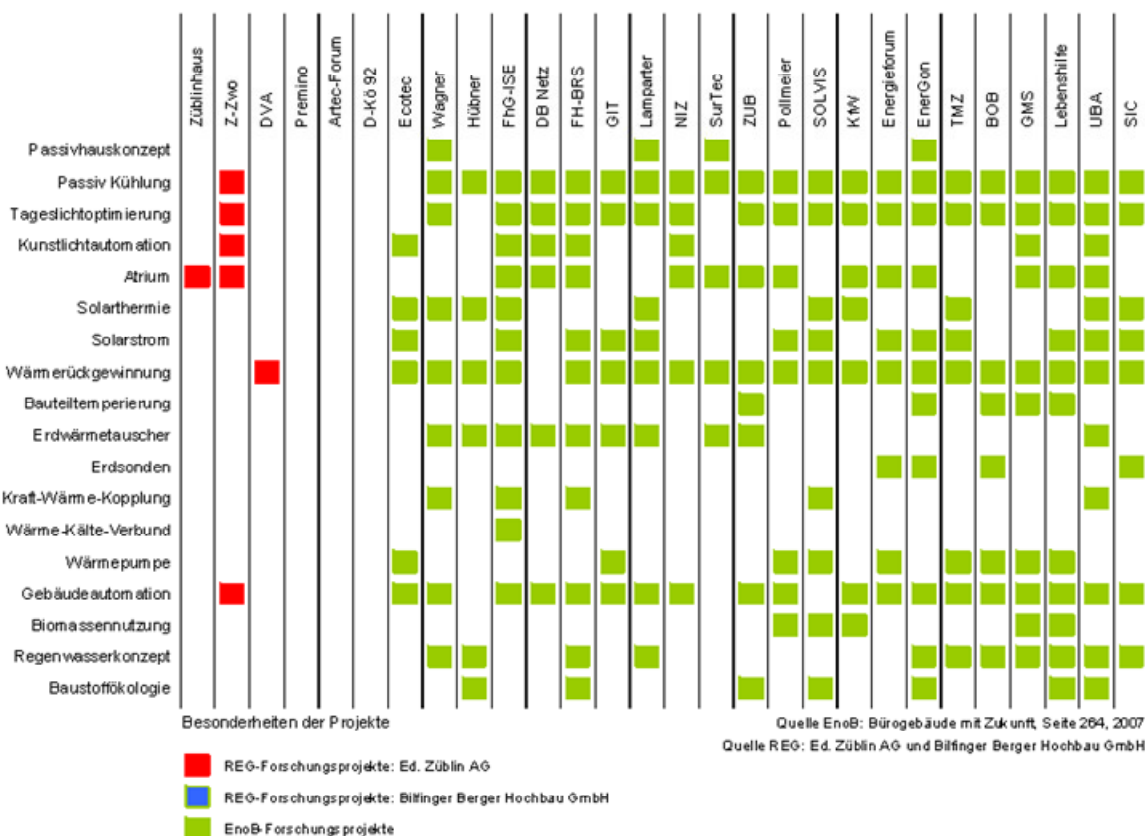 Züblinhaus
Z-Zwo
DVA
Premino
Artec-Forum
D-Kö 92
Ecotec
Wagner
Hübner
FhG-ISE
DB Netz
FH-BRS
GIT
Lamparter
NIZ
SurTec
ZUB
Pollmeier
SOLVIS
KfW
Energieforum
EnerGon
TMZ
BOB
GMS
Lebenshilfe
UBA
SIC
Passivhauskonzept
Passiv Kühlung
Tageslichtoptimierung
Kunstlichtautomation
Atrium
Solarthermie
Solarstrom
Wärmerückgewinnung
Bauteiltemperierung
Erdwärmetauscher
Erdsonden
Kraft-Wärme-Kopplung
Wärme-Kälte-Verbund
Wärmepumpe
Gebäudeautomation
Biomassennutzung
Regenwasserkonzept
Baustoffökologie
Besonderheiten der Projekte
Quelle EnoB: Bürogebäude mit Zukunft, Seite 264, 2007
Quelle REG: Ed. Züblin AG und Bilfinger Berger Hochbau GmbH
REG-Forschungsprojekte: Ed. Züblin AG
REG-Forschungsprojekte: Bilfinger Berger Hochbau GmbH
EnoB-Forschungsprojekte